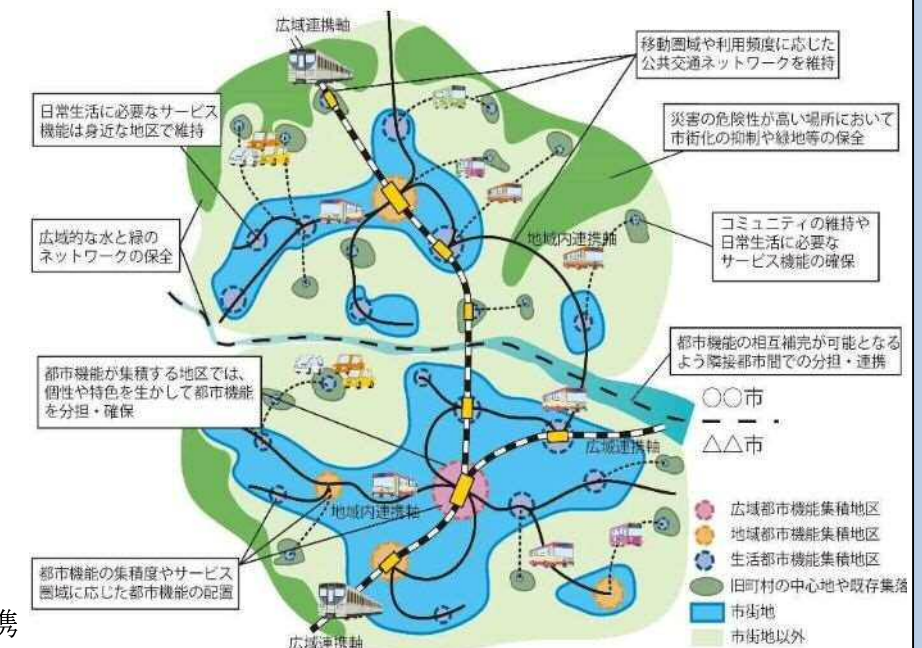 広域連携軸
移動圏域や利用頻度に応じた
公共交通ネットワークを維持
日常生活に必要なサービス
機能は身近な地区で維持
災害の危険性が高い場所において
市街化の抑制や緑地等の保全
広域的な水と緑の
ネットワークの保全
地域内連携軸
コミュニティの維持や
日常生活に必要な
サービス機能の確保
都市機能の相互補完が可能となる
よう隣接都市間での分担・連携
都市機能が集積する地区では、
個性や特色を生かして都市機能
を分担・確保
○○市
△△市
広域連携軸
地域内連携軸
広域都市機能集積地区
地域都市機能集積地区
生活都市機能集積地区
旧町村の中心地や既存集落
市街地
市街地以外
都市機能の集積度やサービス
圏域に応じた都市機能の配置
携
広域連携軸